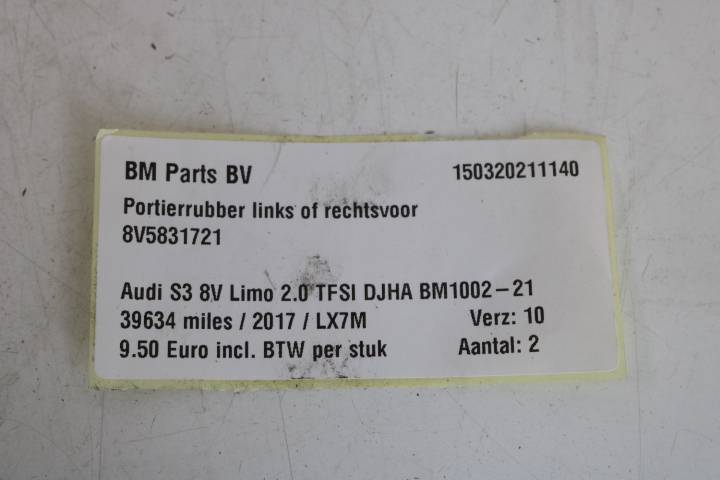 BM Parts BV 150320211140
Portierrubber links of rechtsvoor
8V5831721
Audi S3 8V Limo 2.0 TFSI DJHA BM1002-21
39634 miles / 2017 / LX7M Verz: 10
9.50 Euro incl. BTW per stuk Aantal: 2